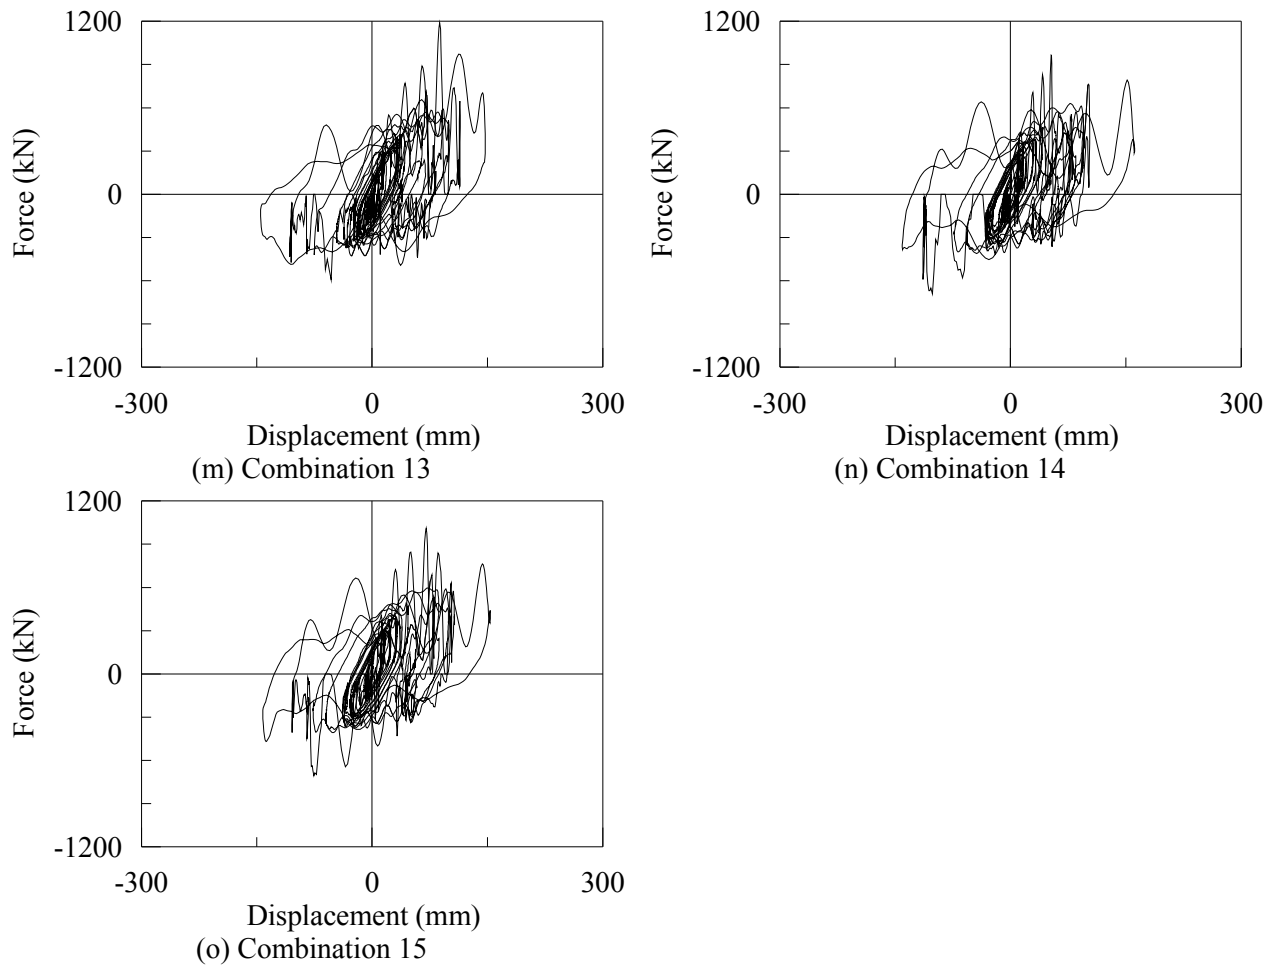 1200
0
-1200
Force (kN)
-300 0 300
Displacement (mm)
(m) Combination 13
1200
0
-1200
Force (kN)
-300 0 300
Displacement (mm)
(n) Combination 14
1200
0
-1200
Force (kN)
-300 0 300
Displacement (mm)
(o) Combination 15